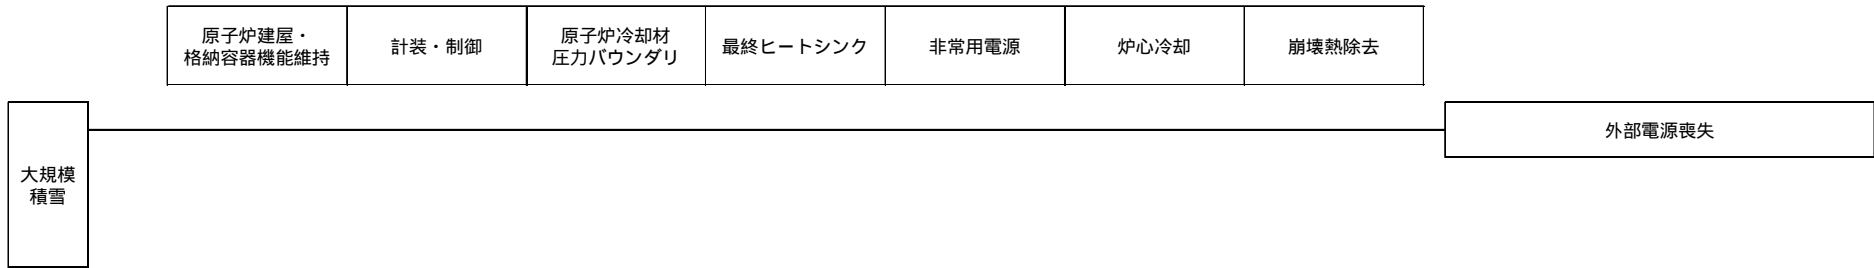 原子炉建屋・
格納容器機能維持
計装・制御
原子炉冷却材
圧力バウンダリ
最終ヒートシンク
非常用電源
炉心冷却
崩壊熱除去
大規模
積雪
外部電源喪失